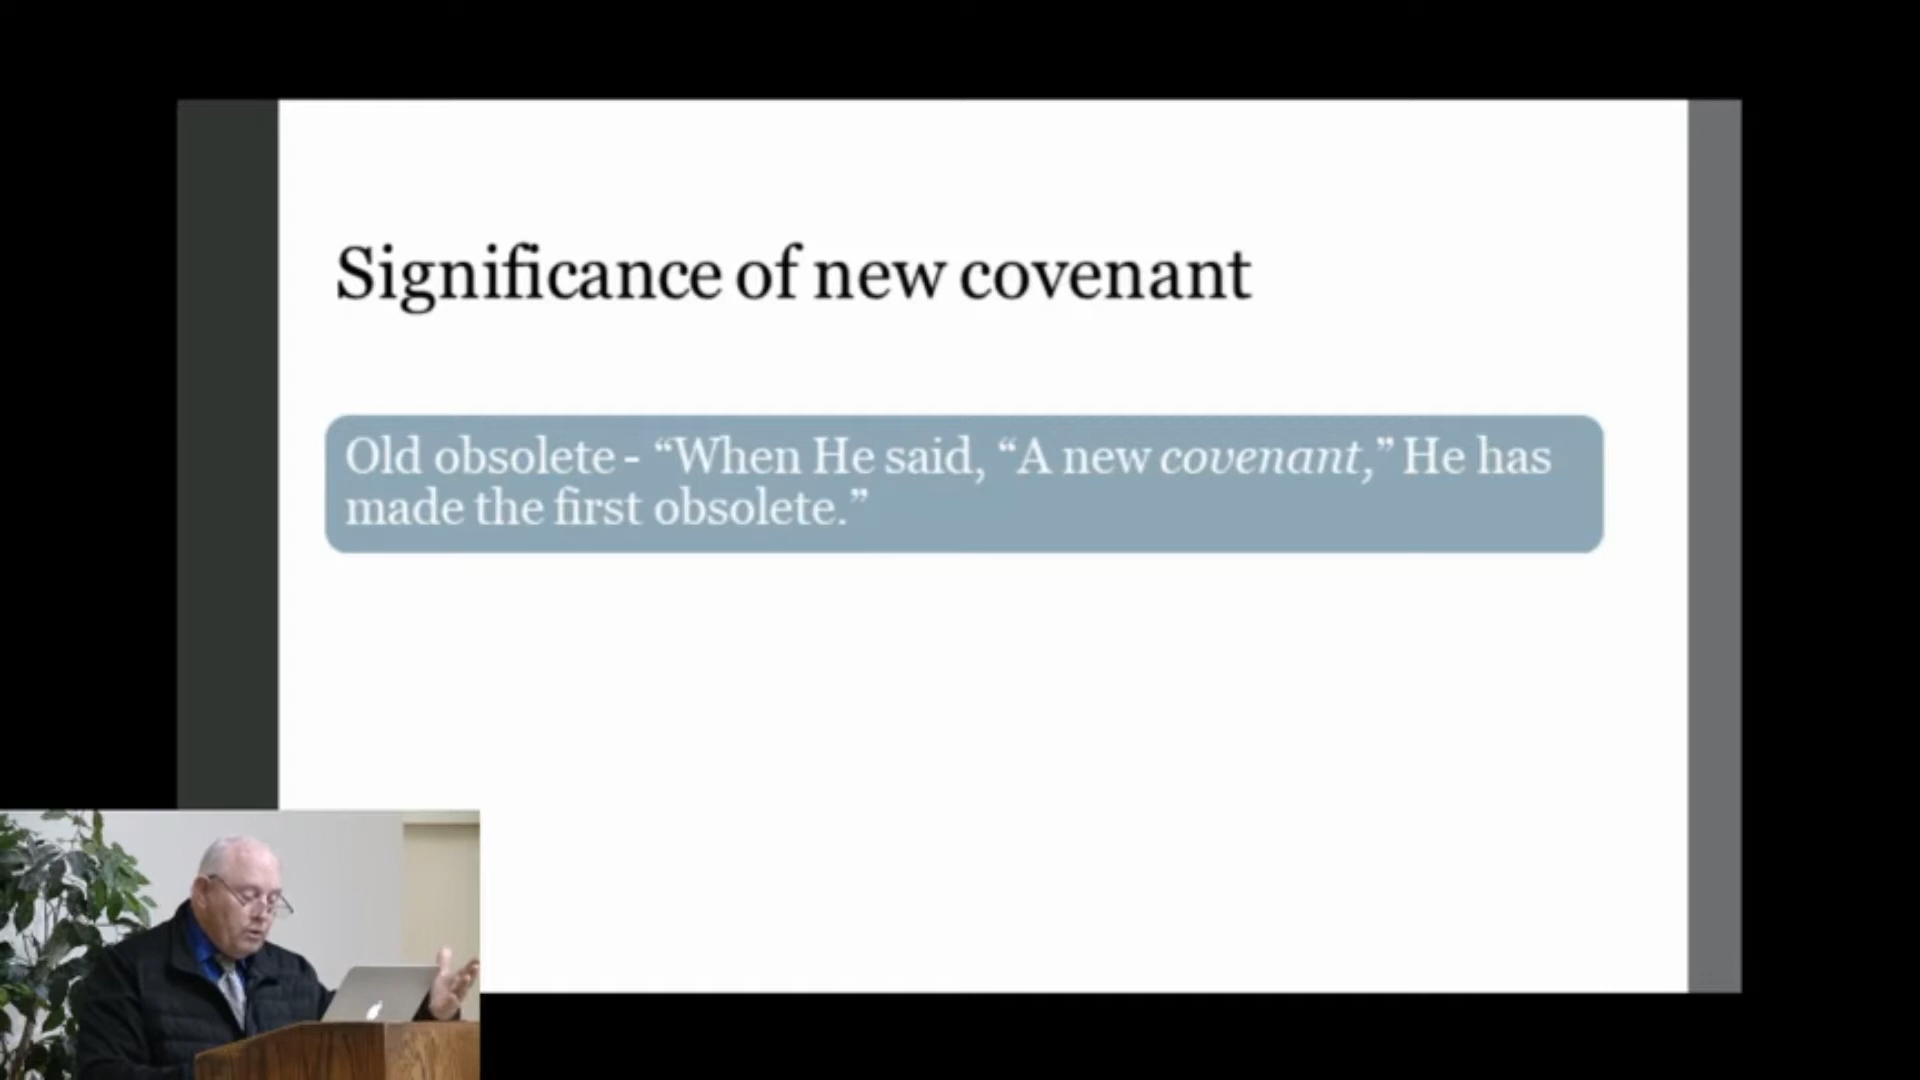 Significance of new covenant
Old obsolete - “When He said, “A new covenant,” He has
made the first obsolete.”